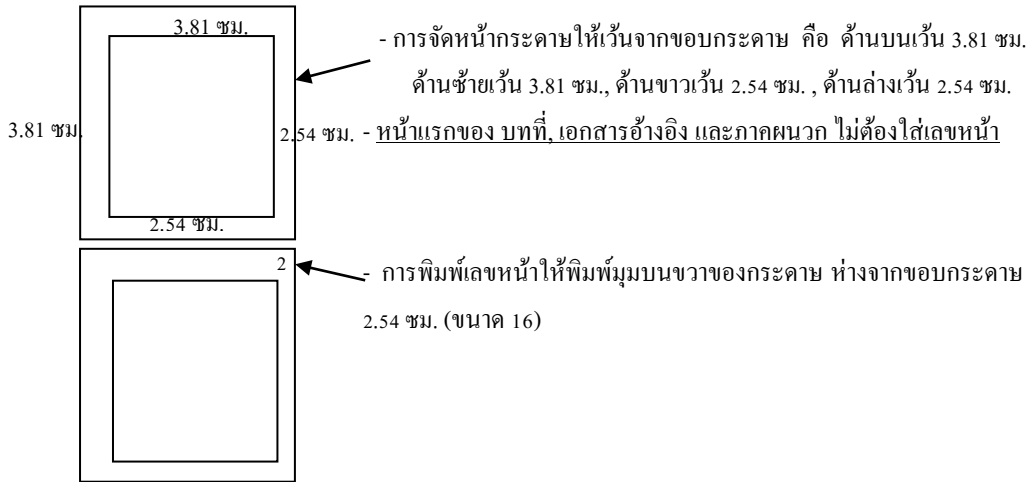 3.81 ซม.
- การจัดหน้ากระดาษให้เว้นจากขอบกระดาษ คือ ด้านบนเว้น 3.81 ซม.
ด้านซ้ายเว้น 3.81 ซม., ด้านขาวเว้น 2.54 ซม. , ด้านล่างเว้น 2.54 ซม.
3.81 ซม.
2.54 ซม.
- หน้าแรกของ บทที่, เอกสารอ้างอิง และภาคผนวก ไม่ต้องใส่เลขหน้า
2.54 ซม.
2
- การพิมพ์เลขหน้าให้พิมพ์มุมบนขวาของกระดาษ ห่างจากขอบกระดาษ
2.54 ซม. (ขนาด 16)